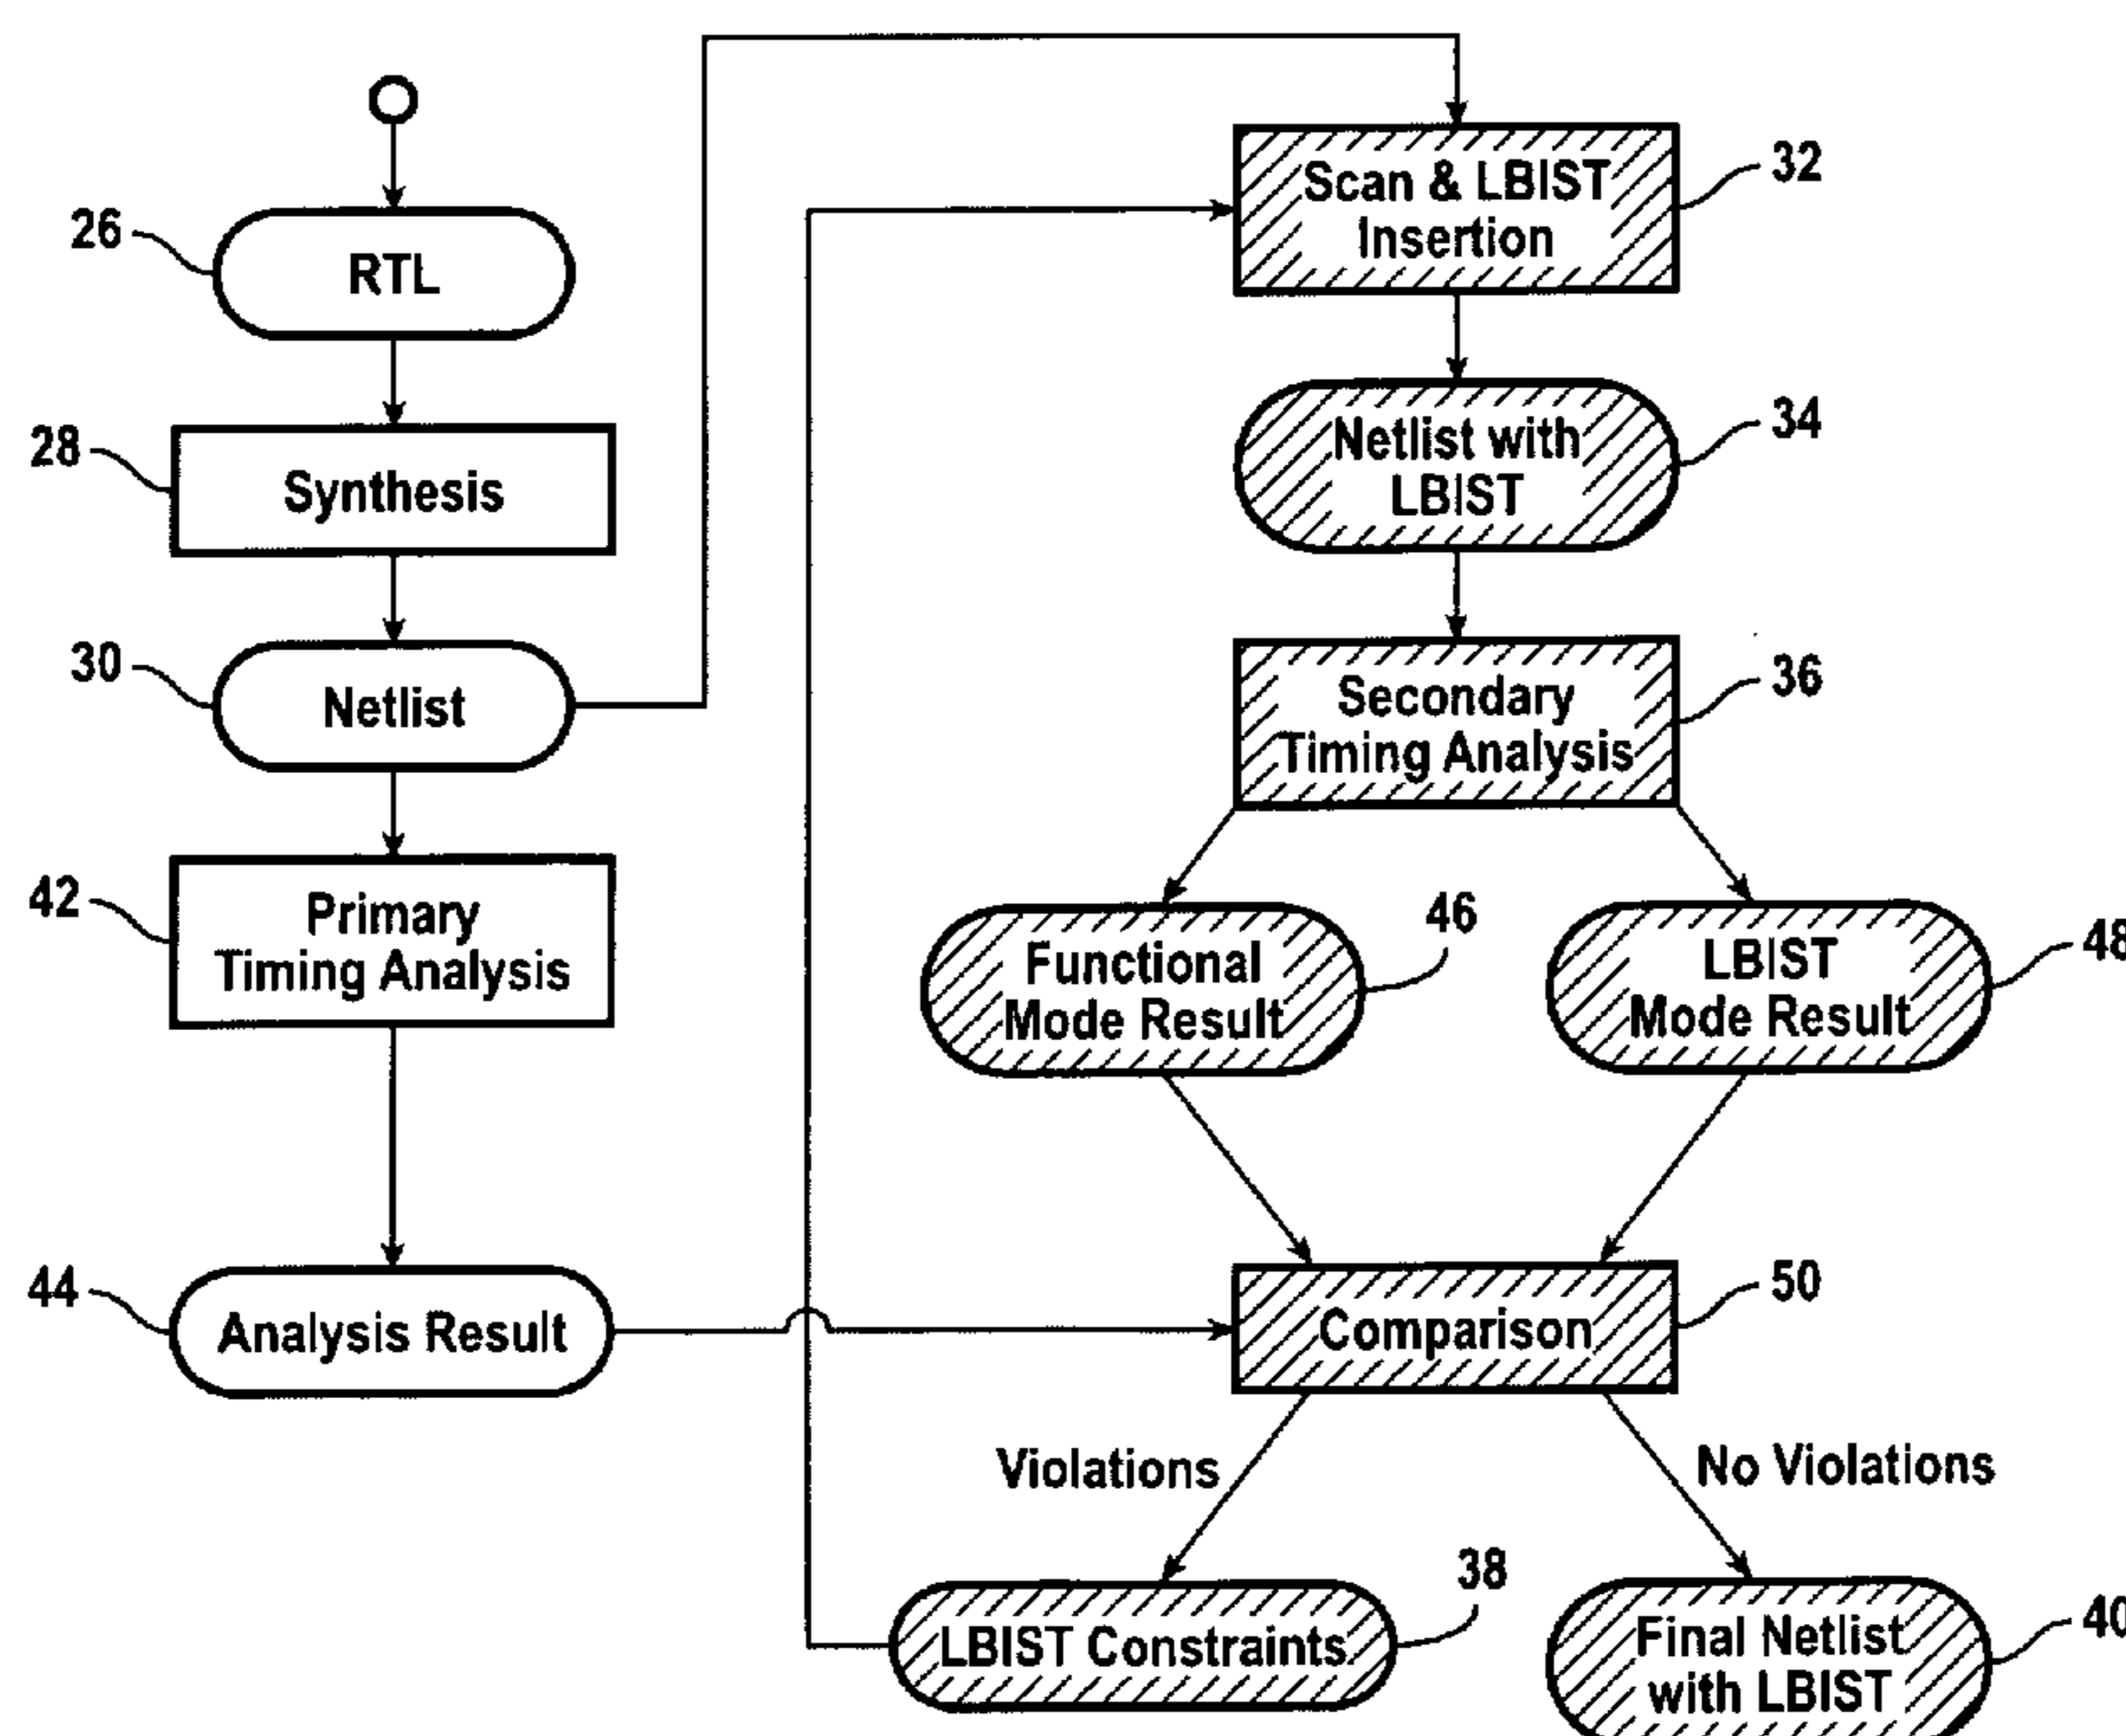 26
RTL
28
Synthesis
30
Netlist
42
Primary
Timing Analysis
44
Analysis Result
Scan & LBIST
Insertion
32
Netlist with
LBIST
34
Secondary
Timing Analysis
36
Functional
Mode Result
46
LBIST
Mode Result
48
Comparison
50
Violations
No Violations
LBIST Constraints
38
Final Netlist
with LBIST
40